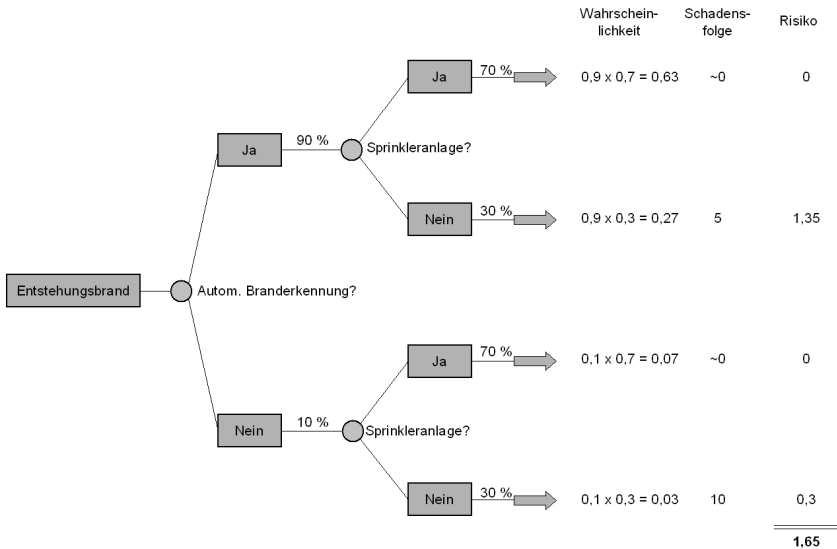 Wahrschein-
lichkeit
Schadens-
folge
Risiko
Ja
70 %
0,9 x 0,7 = 0,63
~0
0
Ja
90 %
Sprinkleranlage?
Nein
30 %
0,9 x 0,3 = 0,27
5
1,35
Entstehungsbrand
Autom. Branderkennung?
Ja
70 %
0,1 x 0,7 = 0,07
~0
0
Nein
10 %
Sprinkleranlage?
Nein
30 %
0,1 x 0,3 = 0,03
10
0,3
1,65